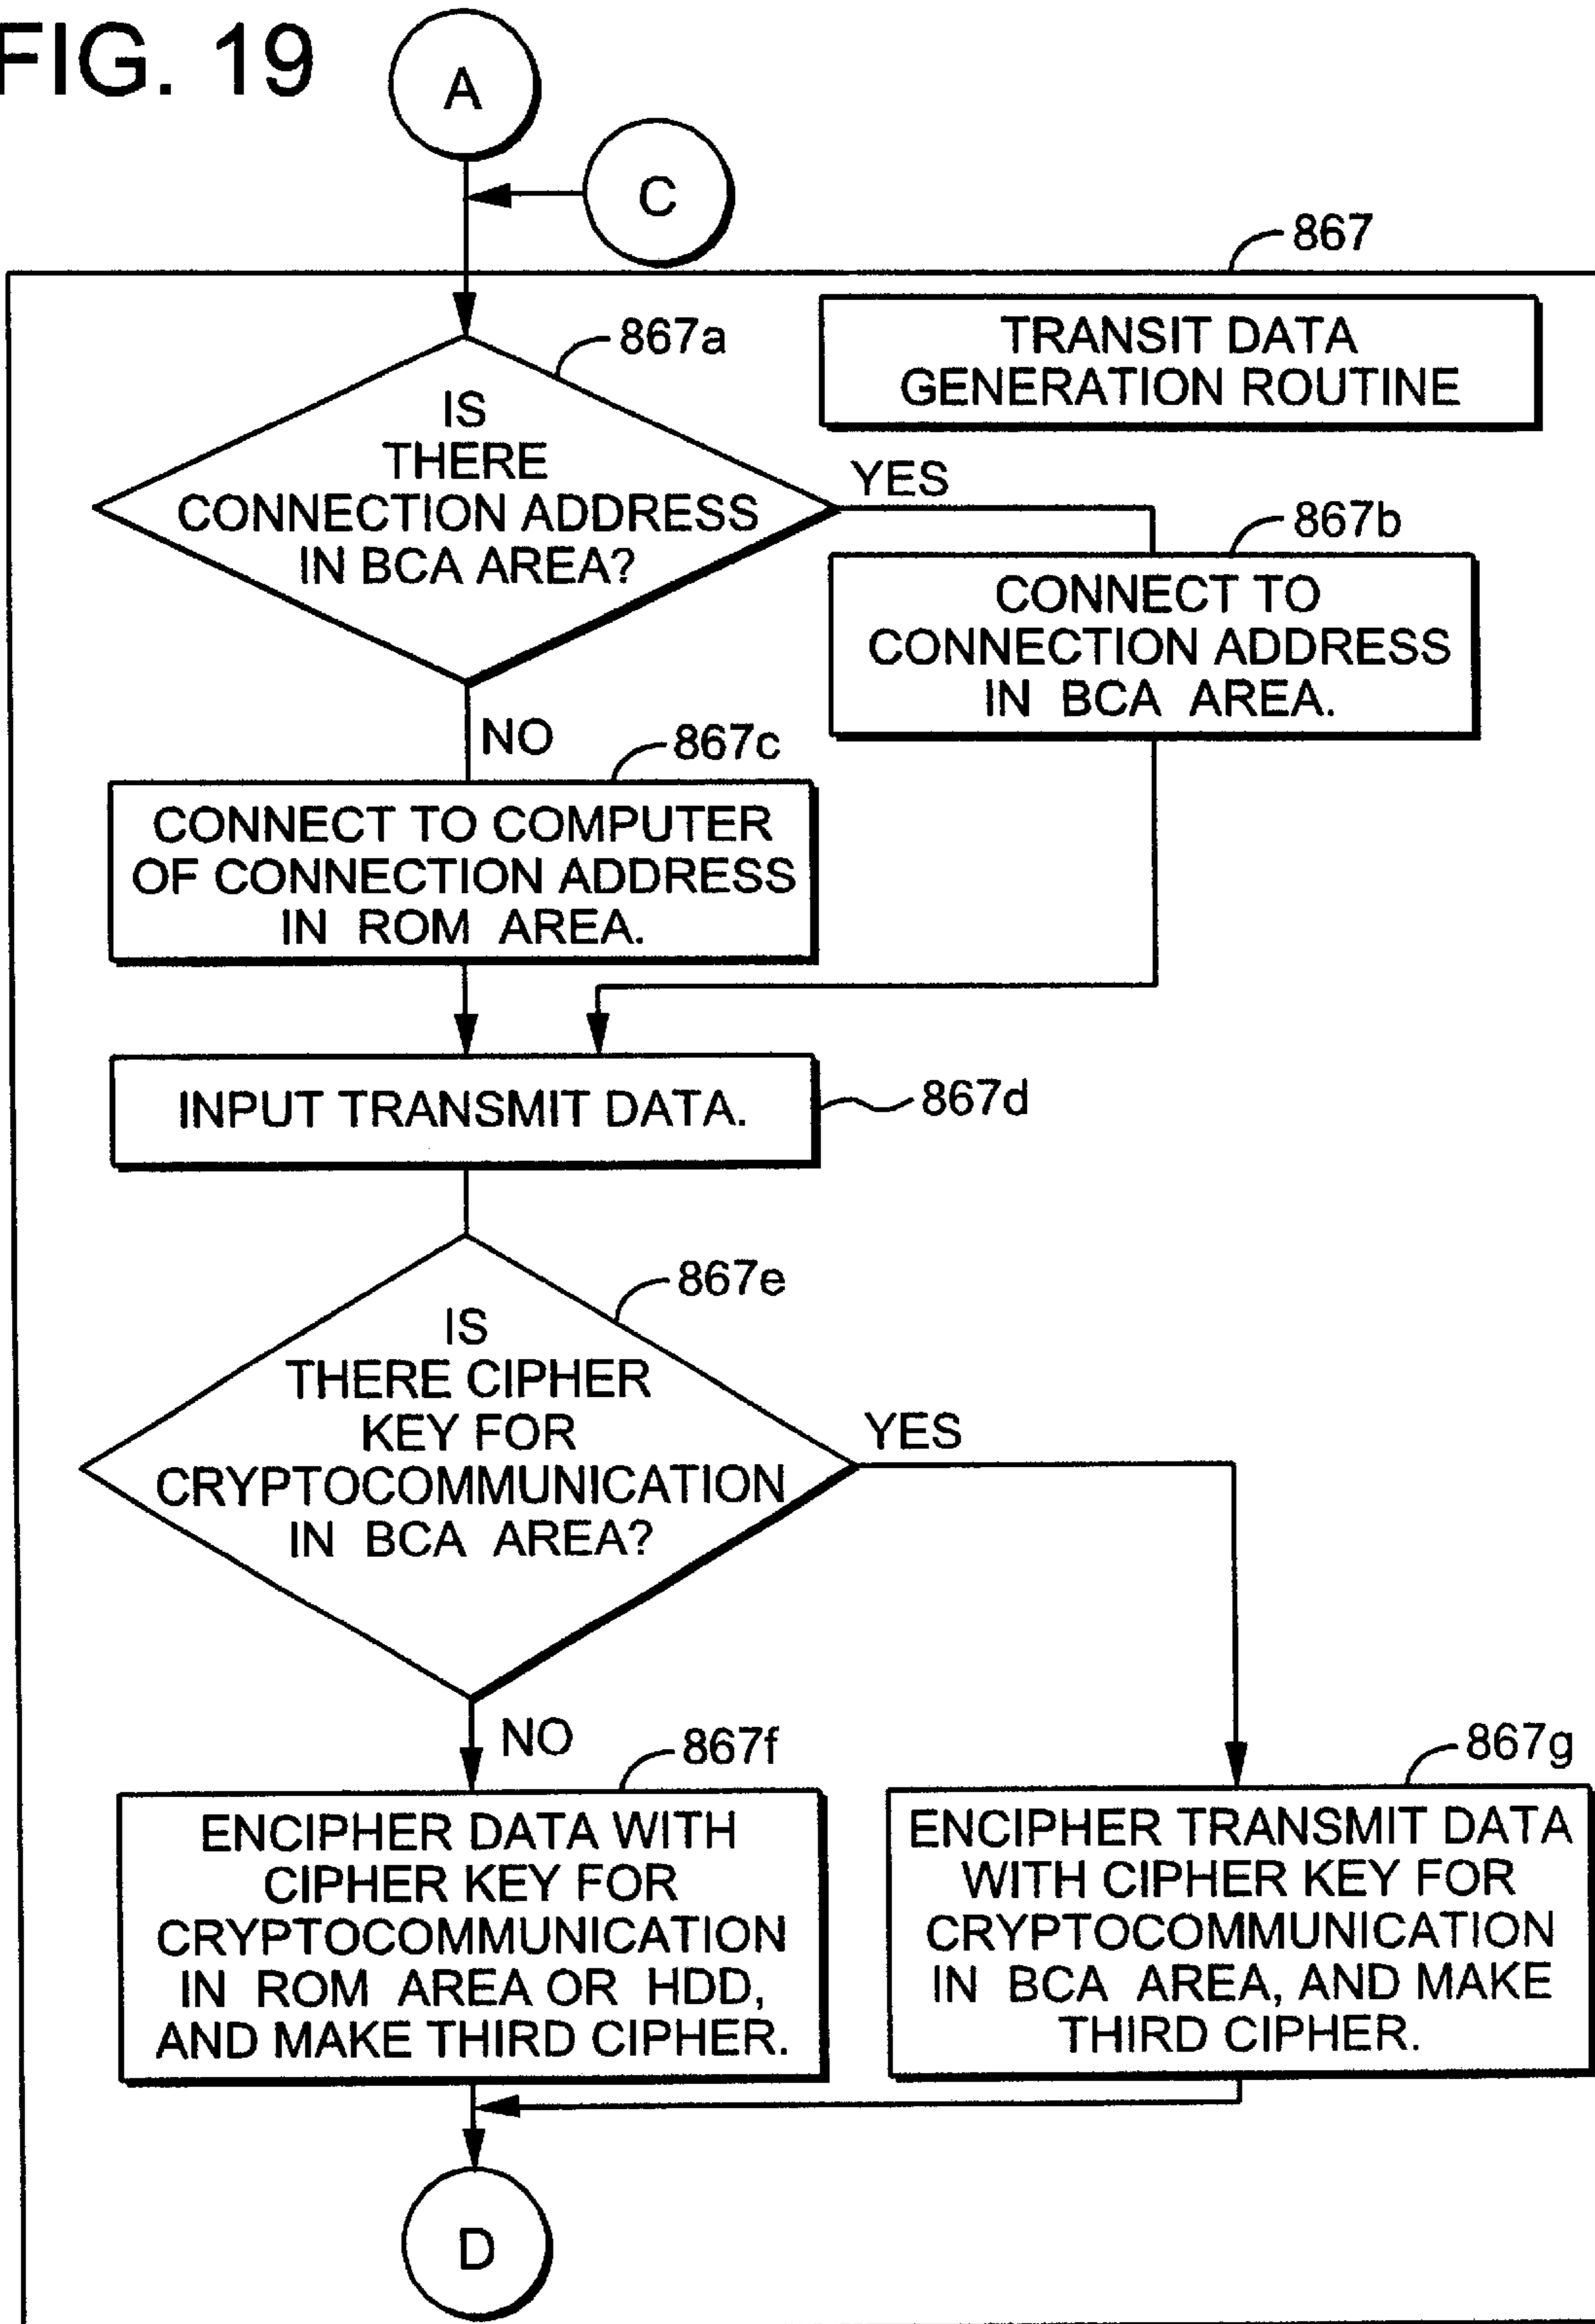 FIG. 19
A
C
867
867a
TRANSIT DATA
GENERATION ROUTINE
IS
THERE
CONNECTION ADDRESS
IN BCA AREA?
YES
867b
CONNECT TO
CONNECTION ADDRESS
IN BCA AREA.
NO
867c
CONNECT TO COMPUTER
OF CONNECTION ADDRESS
IN ROM AREA.
INPUT TRANSMIT DATA.
867d
867e
IS
THERE CIPHER
KEY FOR
CRYPTOCOMMUNICATION
IN BCA AREA?
YES
NO
867f
867g
ENCIPHER DATA WITH
CIPHER KEY FOR
CRYPTOCOMMUNICATION
IN ROM AREA OR HDD,
AND MAKE THIRD CIPHER.
ENCIPHER TRANSMIT DATA
WITH CIPHER KEY FOR
CRYPTOCOMMUNICATION
IN BCA AREA, AND MAKE
THIRD CIPHER.
D